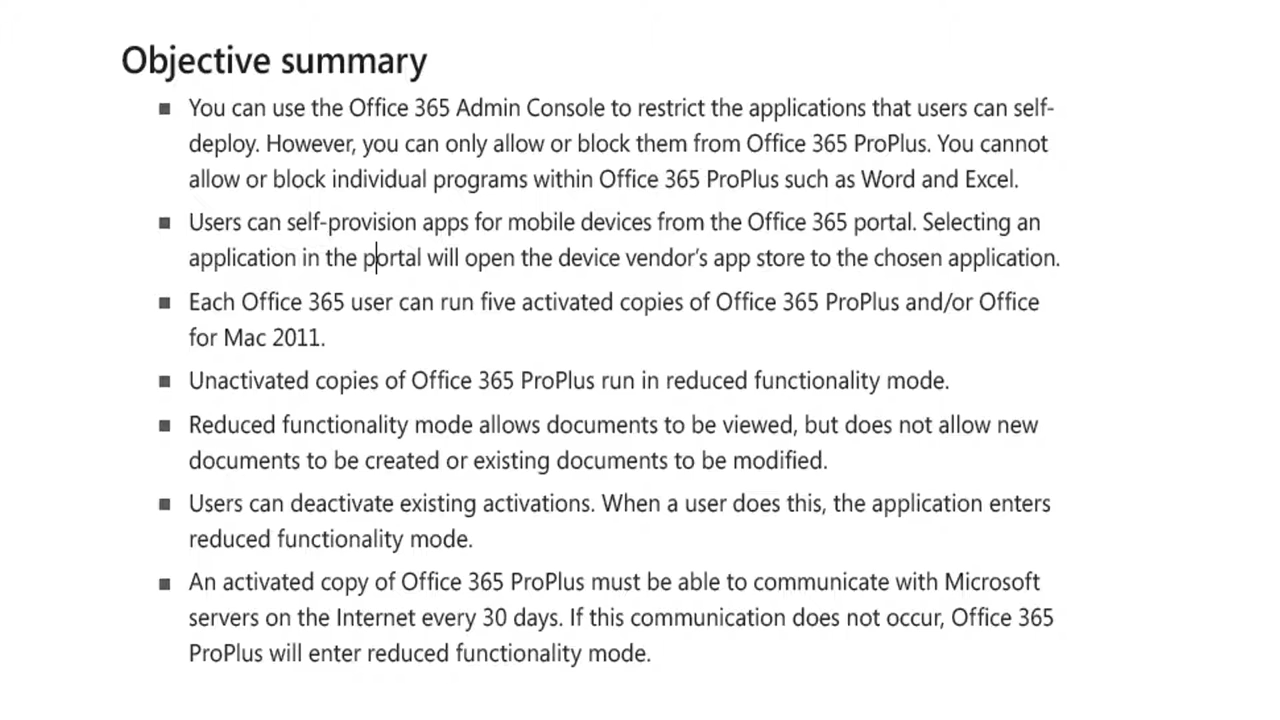 Objective summary
■ You can use the Office 365 Admin Console to restrict the applications that users can self-
deploy. However, you can only allow or block them from Office 365 ProPlus. You cannot
allow or block individual programs within Office 365 ProPlus such as Word and Excel.
■ Users can self-provision apps for mobile devices from the Office 365 portal. Selecting an
application in the portal will open the device vendor's app store to the chosen application.
■ Each Office 365 user can run five activated copies of Office 365 ProPlus and/or Office
for Mac 2011.
■ Unactivated copies of Office 365 ProPlus run in reduced functionality mode.
■ Reduced functionality mode allows documents to be viewed, but does not allow new
documents to be created or existing documents to be modified.
■ Users can deactivate existing activations. When a user does this, the application enters
reduced functionality mode.
■ An activated copy of Office 365 ProPlus must be able to communicate with Microsoft
servers on the Internet every 30 days. If this communication does not occur, Office 365
ProPlus will enter reduced functionality mode.